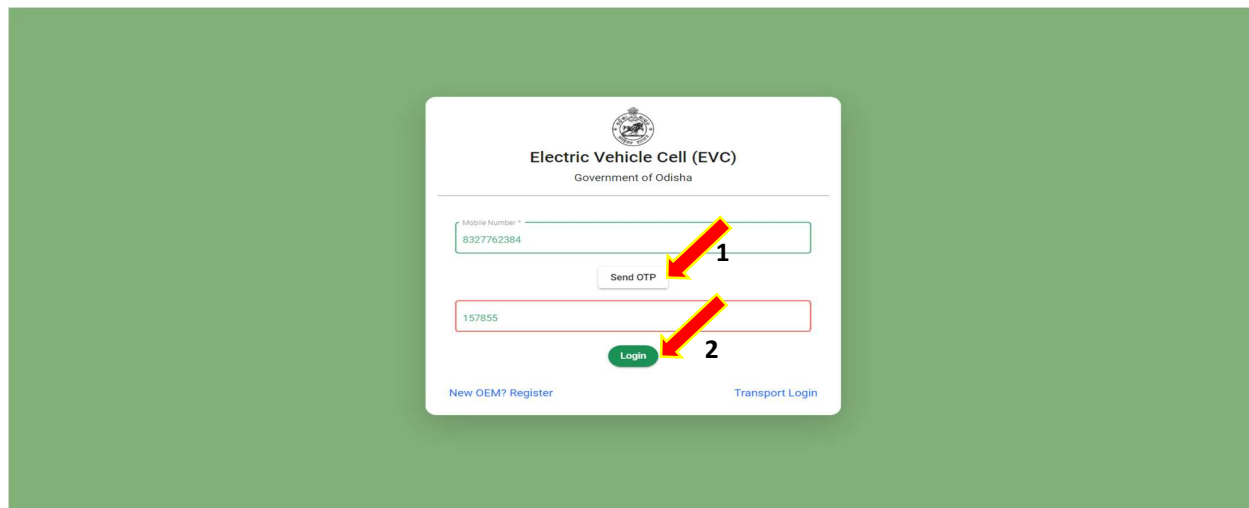 Electric Vehicle Cell (EVC)
Government of Odisha
Mobile Number *
8327762384
1
Send OTP
157855
Login
2
New OEM? Register
Transport Login